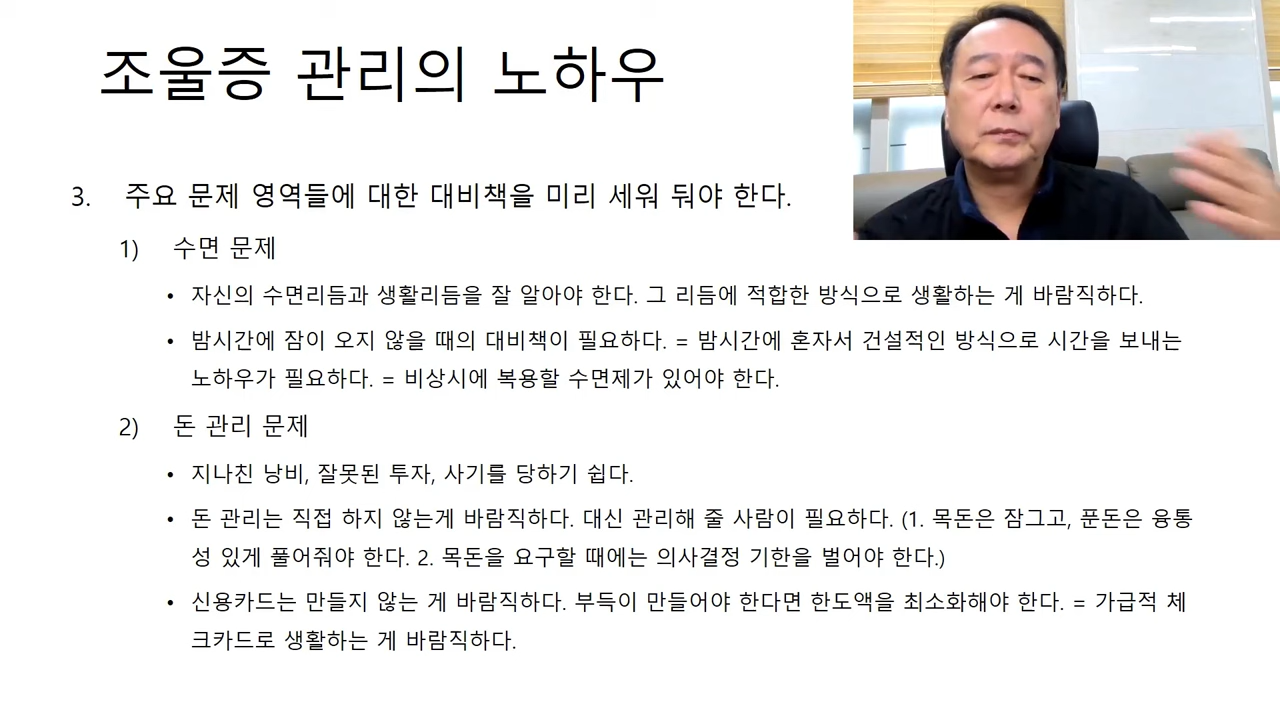 조울증 관리의 노하우
3. 주요 문제 영역들에 대한 대비책을 미리 세워 둬야 한다.
1) 수면 문제
• 자신의 수면리듬과 생활리듬을 잘 알아야 한다. 그 리듬에 적합한 방식으로 생활하는 게 바람직하다.
• 밤시간에 잠이 오지 않을 때의 대비책이 필요하다. = 밤시간에 혼자서 건설적인 방식으로 시간을 보내는
노하우가 필요하다. = 비상시에 복용할 수면제가 있어야 한다.
2) 돈 관리 문제
• 지나친 낭비, 잘못된 투자, 사기를 당하기 쉽다.
• 돈 관리는 직접 하지 않는게 바람직하다. 대신 관리해 줄 사람이 필요하다. (1. 목돈은 잠그고, 푼돈은 융통
성 있게 풀어줘야 한다. 2. 목돈을 요구할 때에는 의사결정 기한을 벌어야 한다.)
• 신용카드는 만들지 않는 게 바람직하다. 부득이 만들어야 한다면 한도액을 최소화해야 한다. = 가급적 체
크카드로 생활하는 게 바람직하다.